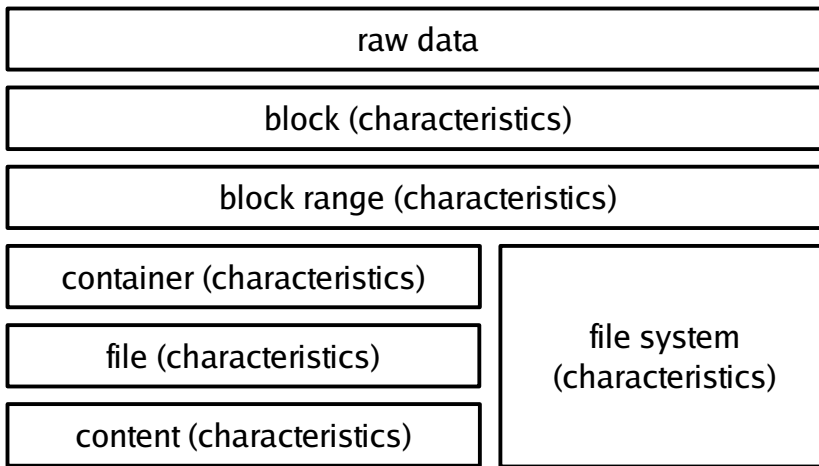 raw data
block (characteristics)
block range (characteristics)
container (characteristics)
file (characteristics)
content (characteristics)
file system
(characteristics)